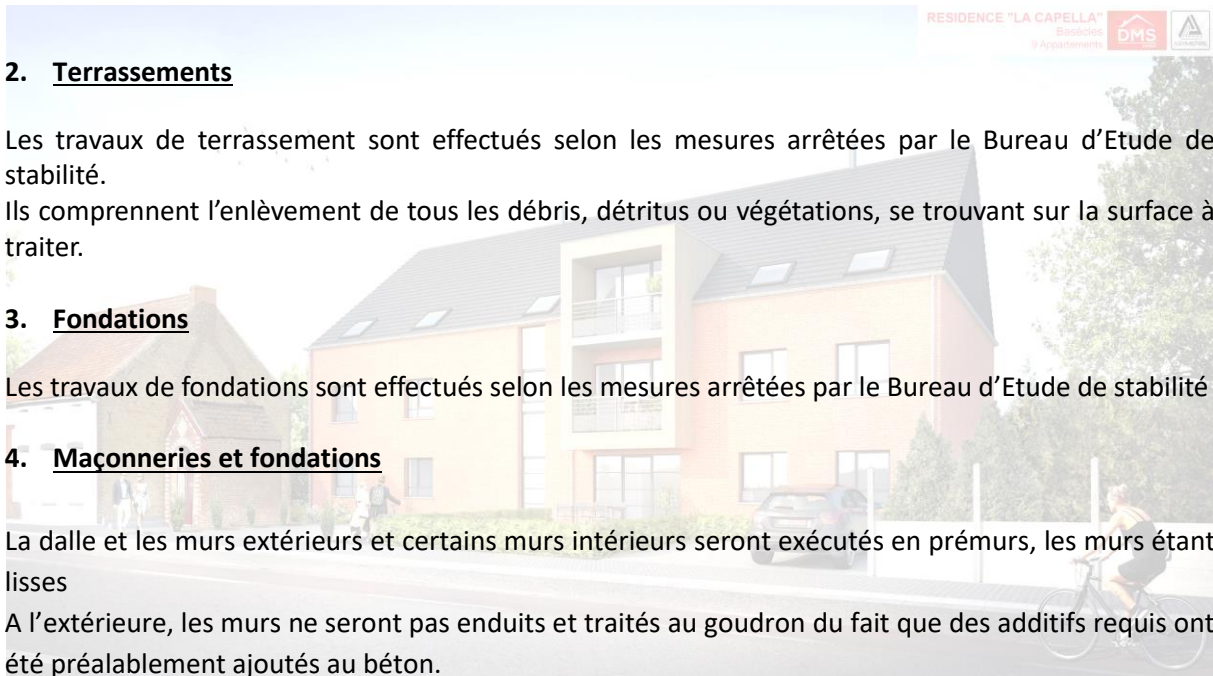 RESIDENCE "LA CAPELLA"
Basècles
9 Appartements
DMS
2. Terrassements
Les travaux de terrassement sont effectués selon les mesures arrêtées par le Bureau d’Etude de
stabilité.
Ils comprennent l’enlèvement de tous les débris, détritus ou végétations, se trouvant sur la surface à
traiter.
3. Fondations
Les travaux de fondations sont effectués selon les mesures arrêtées par le Bureau d’Etude de stabilité
4. Maçonneries et fondations
La dalle et les murs extérieurs et certains murs intérieurs seront exécutés en prémurs, les murs étant
lisses
A l’extérieure, les murs ne seront pas enduits et traités au goudron du fait que des additifs requis ont
été préalablement ajoutés au béton.